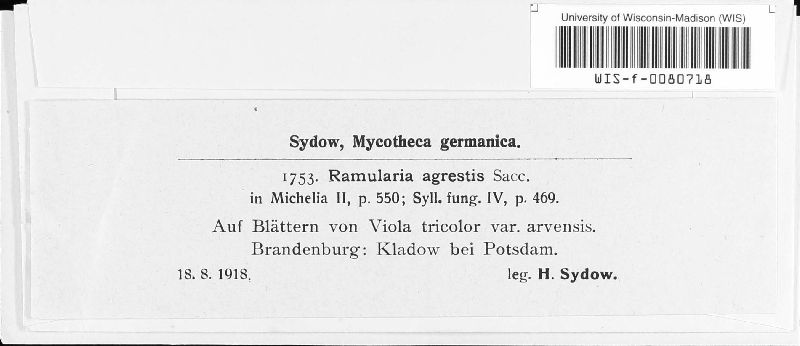 University of Wisconsin-Madison (WIS)
WIS-f-0080718
Sydow, Mycotheca germanica.
1753. Ramularia agrestis Sacc.
in Michelia II, p. 550; Syll. fung. IV, p. 469.
Auf Blättern von Viola tricolor var. arvensis.
Brandenburg: Kladow bei Potsdam.
18. 8. 1918. leg. H. Sydow.